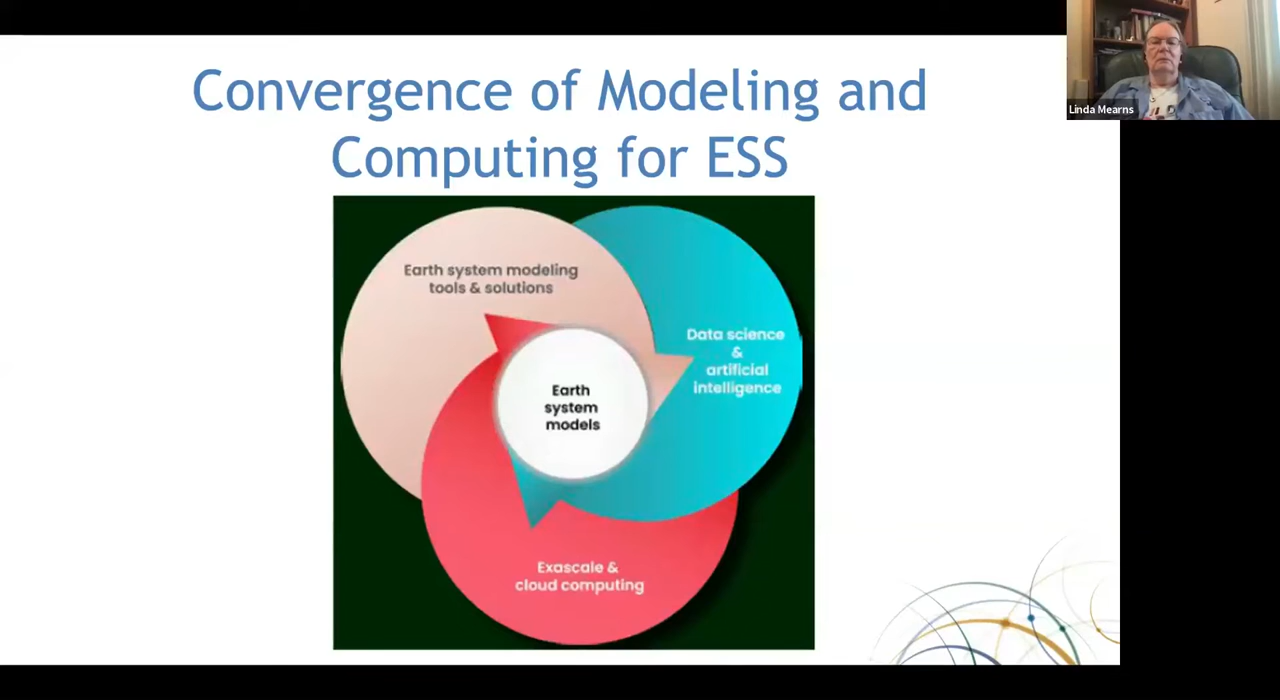 Convergence of Modeling and
Computing for ESS
Linda Mearns
Earth system modeling
tools & solutions
Data science
&
artificial
intelligence
Earth
system
models
Exascale &
cloud computing